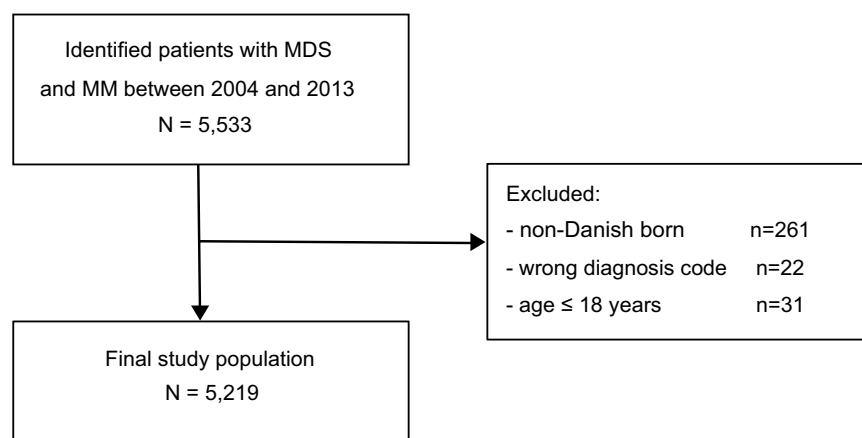 Identified patients with MDS
and MM between 2004 and 2013
N = 5,533
Excluded:
- non-Danish born n=261
- wrong diagnosis code n=22
- age ≤ 18 years n=31
Final study population
N = 5,219